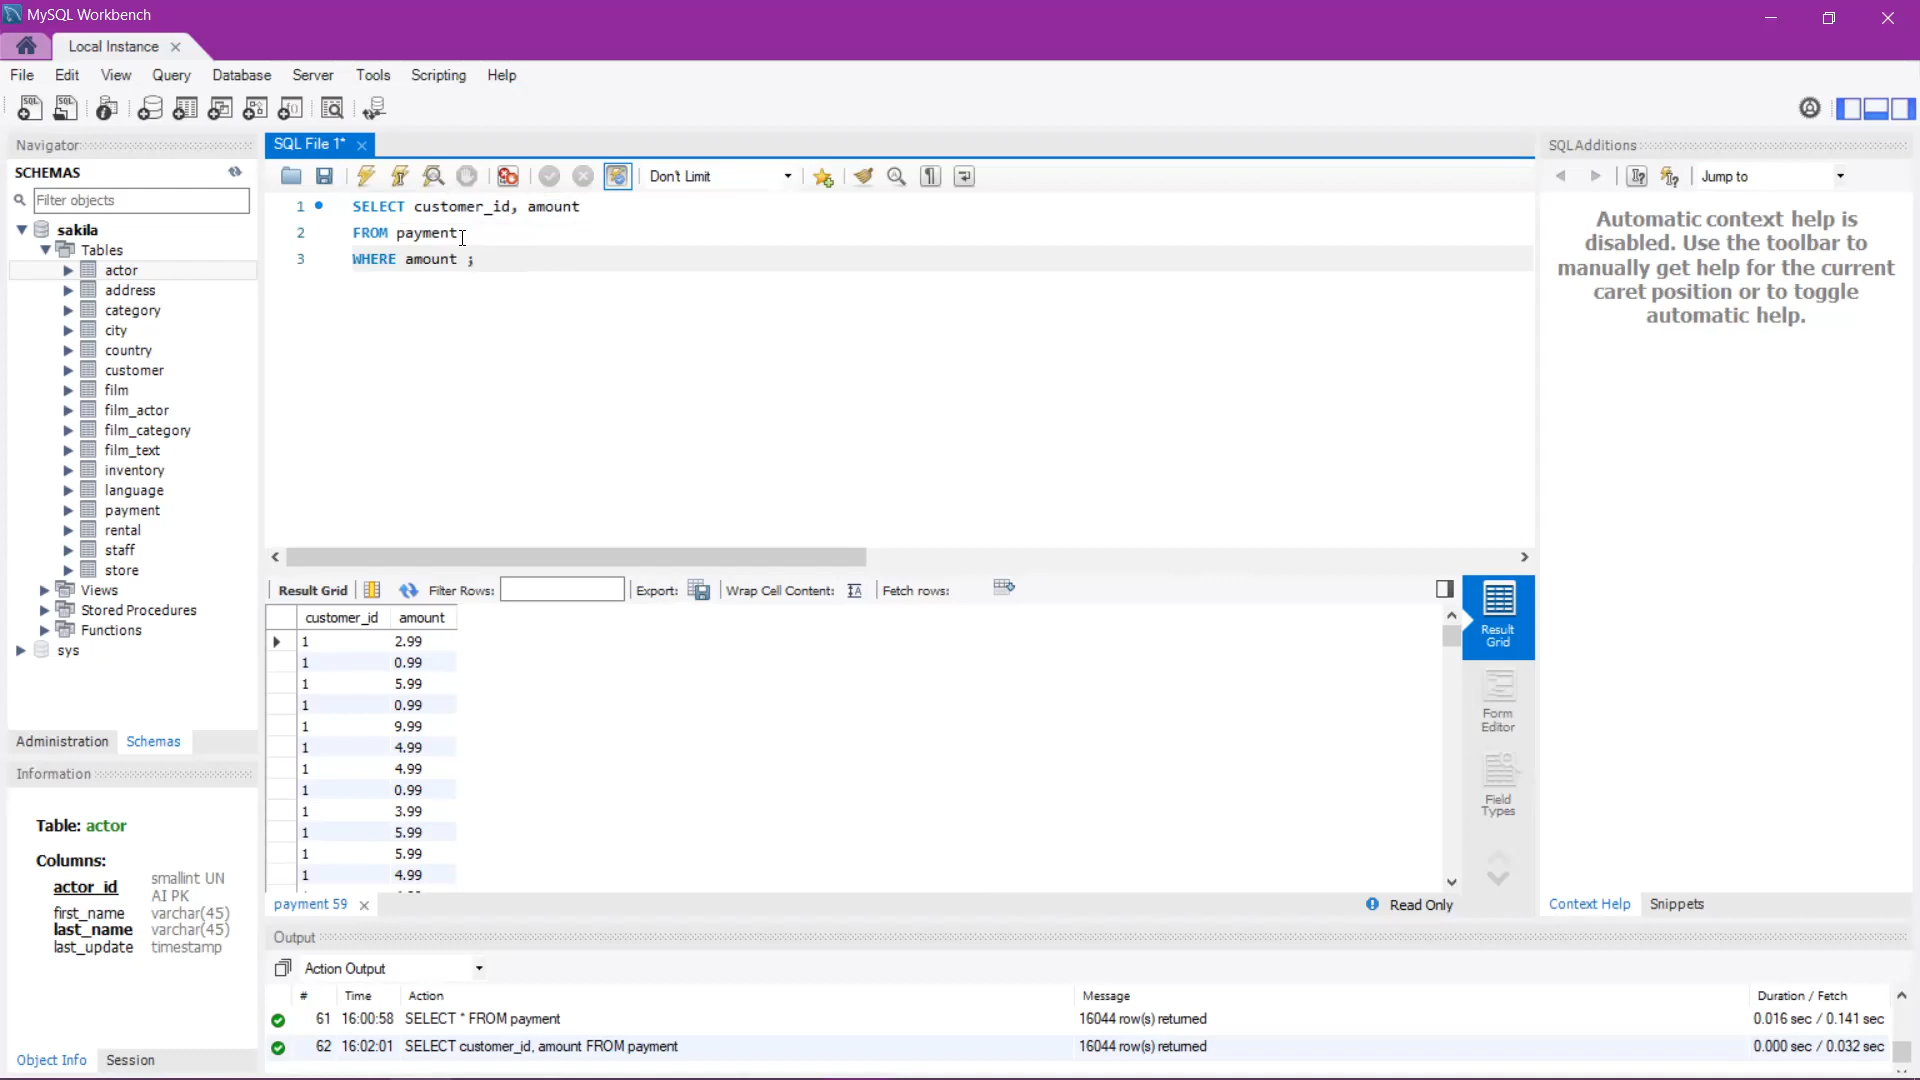 MySQL Workbench
Local Instance
File Edit View Query Database Server Tools Scripting Help
Navigator
SCHEMAS
Filter objects
sakila
Tables
actor
address
category
city
country
customer
film
film_actor
film_category
film_text
inventory
language
payment
rental
staff
store
Views
Stored Procedures
Functions
sys
Administration Schemas
Information
Table: actor
Columns:
actor_id smallint UN AI PK
first_name varchar(45)
last_name varchar(45)
last_update timestamp
Object Info Session
SQL File 1*
Don't Limit
1 SELECT customer_id, amount
2 FROM payment
3 WHERE amount ;
Result Grid Filter Rows: Export: Wrap Cell Content: Fetch rows:
customer_id amount
1 2.99
1 0.99
1 5.99
1 0.99
1 9.99
1 4.99
1 4.99
1 0.99
1 3.99
1 5.99
1 5.99
1 4.99
Result Grid
Form Editor
Field Types
payment 59
Read Only
SQLAdditions
Jump to
Automatic context help is
disabled. Use the toolbar to
manually get help for the current
caret position or to toggle
automatic help.
Context Help Snippets
Output
Action Output
# Time Action Message Duration / Fetch
61 16:00:58 SELECT * FROM payment 16044 row(s) returned 0.016 sec / 0.141 sec
62 16:02:01 SELECT customer_id, amount FROM payment 16044 row(s) returned 0.000 sec / 0.032 sec